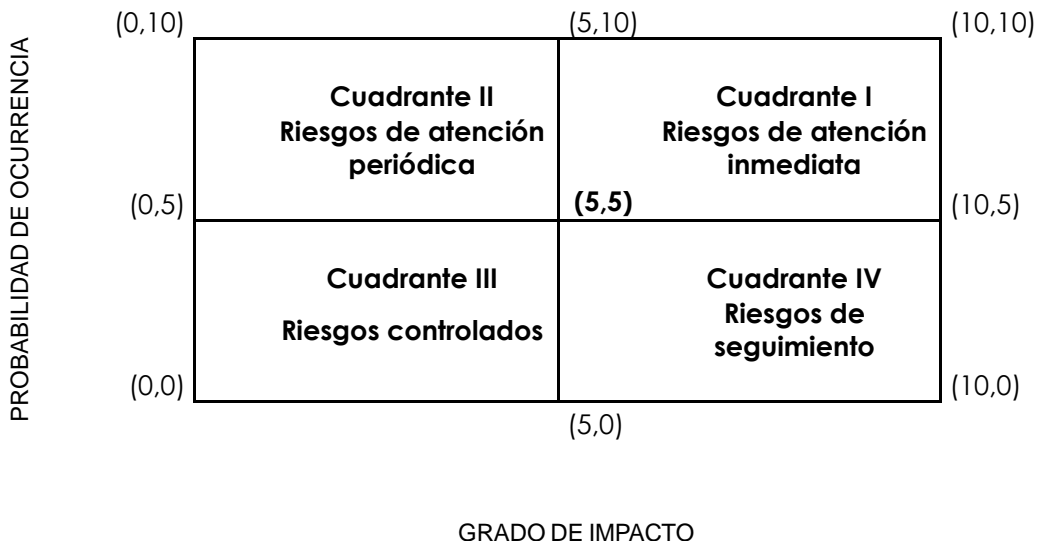 (0,10)
(5,10)
(10,10)
PROBABILIDAD DE OCURRENCIA
Cuadrante II
Riesgos de atención
periódica
Cuadrante I
Riesgos de atención
inmediata
(0,5)
(5,5)
(10,5)
Cuadrante III
Riesgos controlados
Cuadrante IV
Riesgos de
seguimiento
(0,0)
(10,0)
(5,0)
GRADO DE IMPACTO